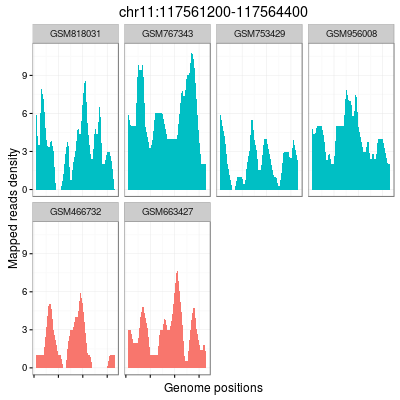 chr11:117561200-117564400
GSM818031 GSM767343 GSM753429 GSM956008
9
6
3
0
GSM466732 GSM663427
9
6
3
0
Mapped reads density
Genome positions